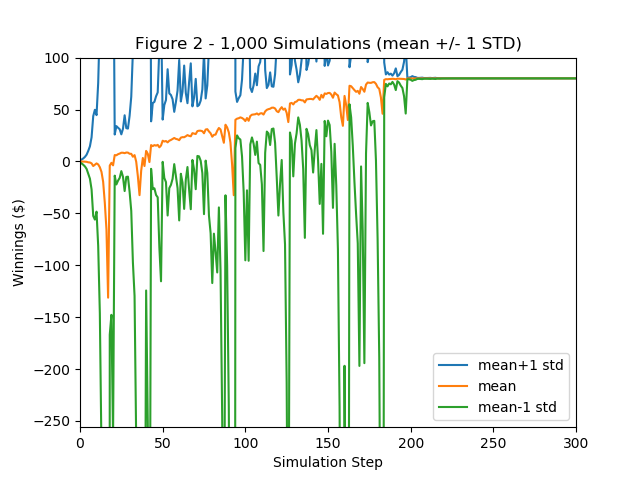 Figure 2 - 1,000 Simulations (mean +/- 1 STD)
Winnings ($)
100
50
0
−50
−100
−150
−200
−250
0 50 100 150 200 250 300
Simulation Step
mean+1 std
mean
mean-1 std